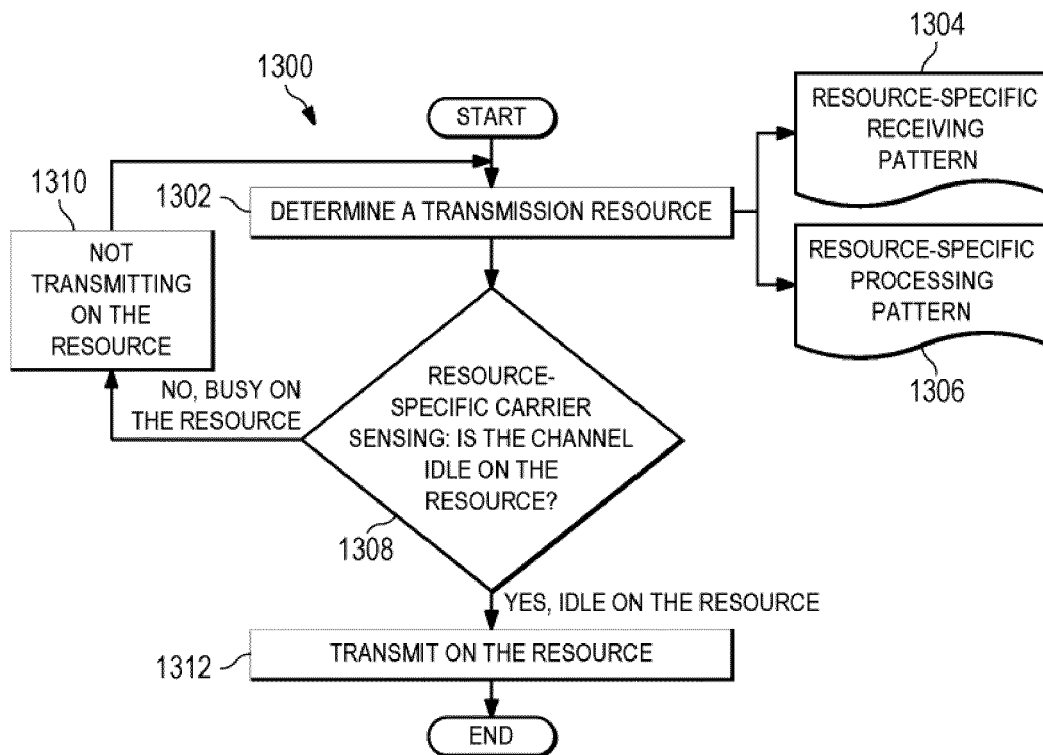 1300
START
1304
RESOURCE-SPECIFIC
RECEIVING
PATTERN
1302
DETERMINE A TRANSMISSION RESOURCE
1310
NOT
TRANSMITTING
ON THE
RESOURCE
RESOURCE-SPECIFIC
PROCESSING
PATTERN
1306
NO, BUSY ON
THE RESOURCE
RESOURCE-
SPECIFIC CARRIER
SENSING: IS THE CHANNEL
IDLE ON THE
RESOURCE?
1308
YES, IDLE ON THE RESOURCE
1312
TRANSMIT ON THE RESOURCE
END